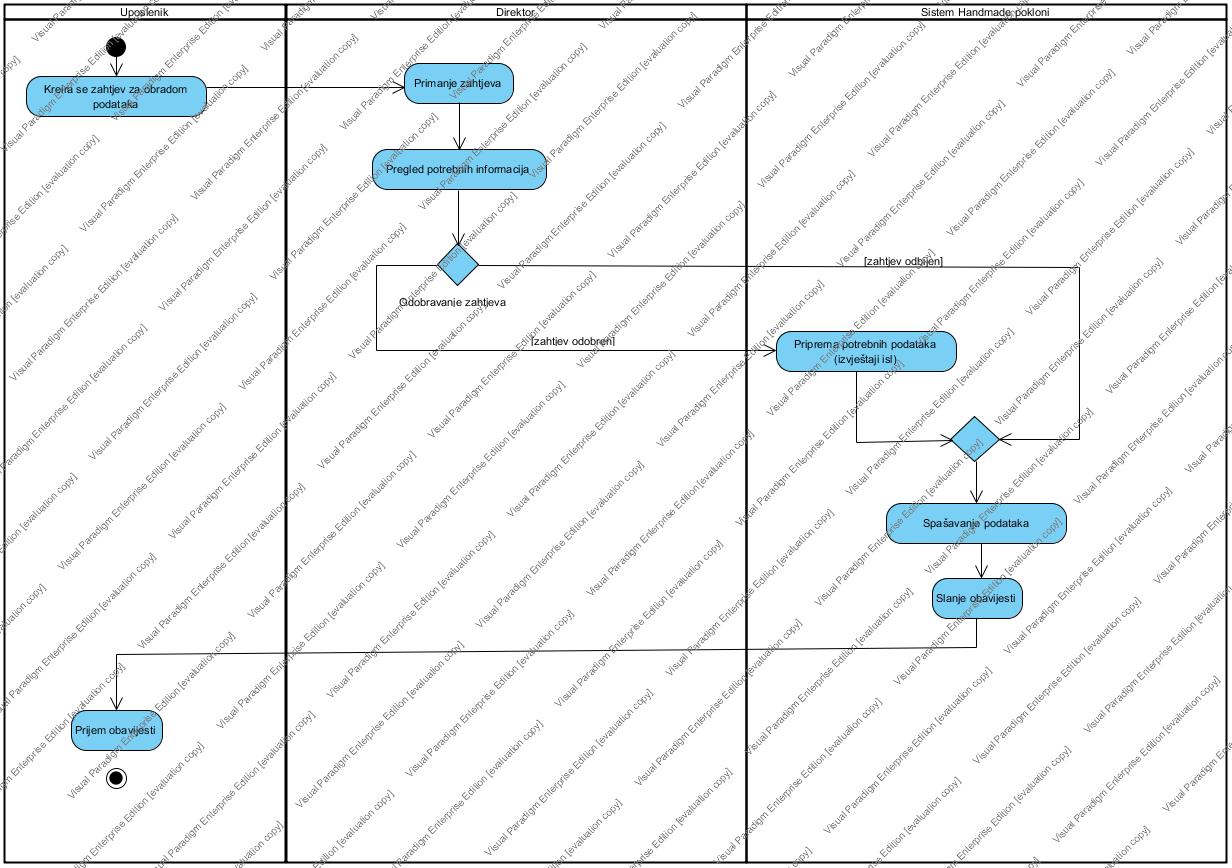 Uposlenik
Direktor
Sistem Handmade pokloni
Kreira se zahtjev za obradom
podataka
Primanje zahtjeva
Pregled potrebnih informacija
[zahtjev odbijen]
Odobravanje zahtjeva
[zahtjev odobren]
Priprema potrebnih podataka
(izvještaji isl)
Spašavanje podataka
Slanje obavijesti
Prijem obavijesti
Visual Paradigm Enterprise Edition [evaluation copy]